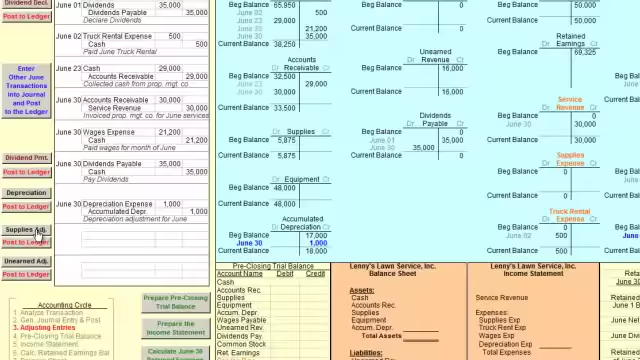 Dividend Decl.
Post to Ledger
Enter
Other June
Transactions
into Journal
and Post
to the Ledger
Dividend Pmt.
Post to Ledger
Depreciation
Post to Ledger
Supplies Adj.
Post to Ledger
Unearned Adj.
Post to Ledger
June 01 Dividends 35,000
Dividends Payable 35,000
Declare Dividends
June 02 Truck Rental Expense 500
Cash 500
Paid June Truck Rental
June 23 Cash 29,000
Accounts Receivable 29,000
Collected cash from prop. mgt. co
June 30 Accounts Receivable 30,000
Service Revenue 30,000
Invoiced prop. mgt. co for June services
June 30 Wages Expense 21,200
Cash 21,200
Paid wages for month of June
June 30 Dividends Payable 35,000
Cash 35,000
Pay Dividends
June 30 Depreciation Expense 1,000
Accumulated Depr. 1,000
Depreciation adjustment for June
Beg Balance 65,950
June 02 500
June 23 29,000
June 30 21,200
June 30 35,000
Current Balance 38,250
Accounts
Dr Receivable Cr
Beg Balance 32,500
June 23 29,000
June 30 30,000
Current Balance 33,500
Dr Supplies Cr
Beg Balance 5,875
Current Balance 5,875
Dr Equipment Cr
Beg Balance 48,000
Current Balance 48,000
Accumulated
Dr Depreciation Cr
Beg Balance 17,000
June 30 1,000
Current Balance 18,000
Beg Balance 0
Current Balance 0
Unearned
Dr Revenue Cr
Beg Balance 16,000
Current Balance 16,000
Dividends
Dr Payable Cr
Beg Balance 0
June 01 35,000
June 30 35,000
Current Balance 0
Beg Balance 50,000
Current Balance 50,000
Retained
Dr Earnings Cr
Beg Balance 69,325
Service
Dr Revenue Cr
Beg Balance 0
June 30 30,000
Current Balance 30,000
Supplies
Dr Expense Cr
Beg Balance 0
Current Balance 0
Truck Rental
Dr Expense Cr
Beg Balance 0
June 02 500
Current Balance 500
Accounting Cycle
1. Analyze Transaction
2. Gen. Journal Entry & Post
3. Adjusting Entries
4. Pre-Closing Trial Balance
5. Income Statement
6. Calc. Retained Earnings Bal
Prepare Pre-Closing
Trial Balance
Prepare the
Income Statement
Calculate June 30
Pre-Closing Trial Balance
Account Name Debit Credit
Cash
Accounts Rec.
Supplies
Equipment
Accum. Depr.
Wages Payable
Unearned Rev.
Dividends Pay
Common Stock
Ret. Earnings
Lenny's Lawn Service, Inc.
Balance Sheet
Assets:
Cash
Accounts Rec.
Supplies
Equipment
Accum. Depr.
Total Assets
Liabilities:
Lenny's Lawn Service, Inc.
Income Statement
Service Revenue
Supplies Exp
Truck Rent Exp
Wages Exp
Depreciation Exp
Total Expenses